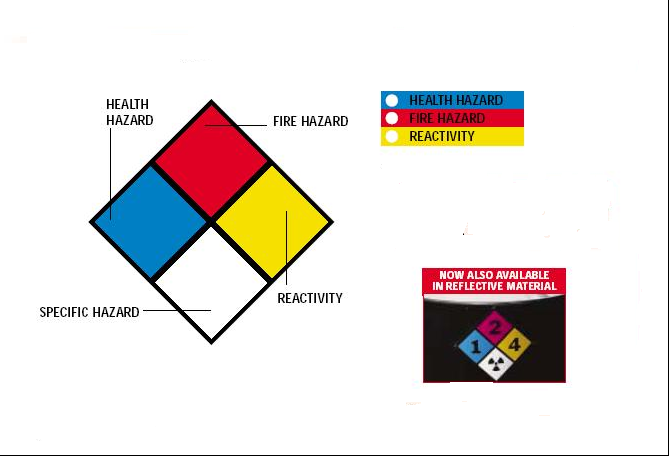 HEALTH
HAZARD
FIRE HAZARD
REACTIVITY
SPECIFIC HAZARD
HEALTH HAZARD
FIRE HAZARD
REACTIVITY
NOW ALSO AVAILABLE
IN REFLECTIVE MATERIAL
2
1 4